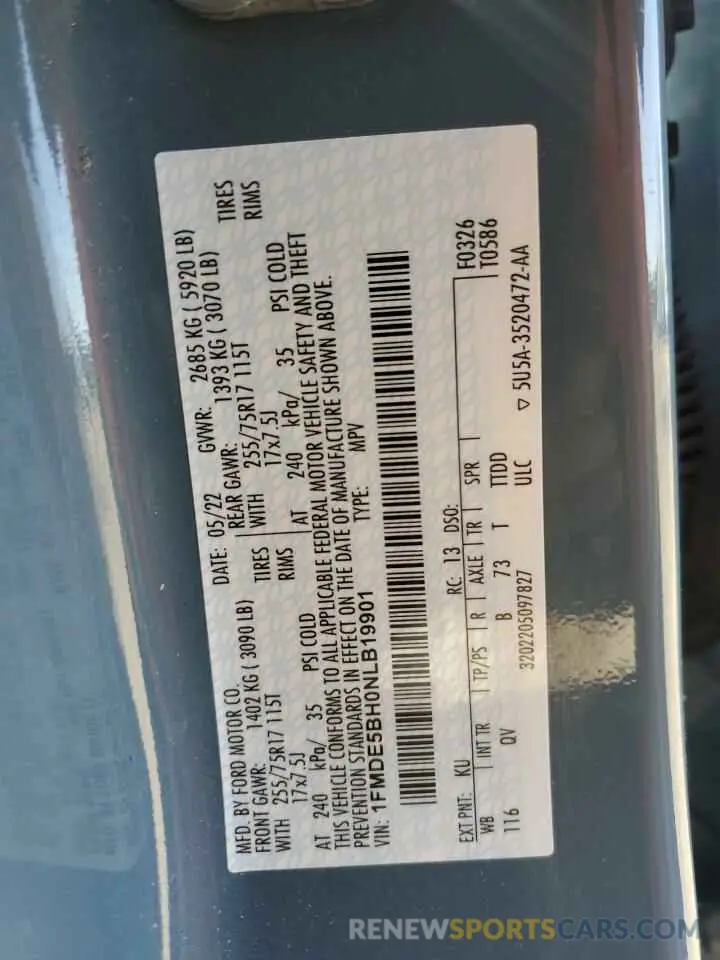 MFD. BY FORD MOTOR CO.
DATE: 05/22 GVWR: 2685 KG ( 5920 LB)
FRONT GAWR: 1402 KG ( 3090 LB) REAR GAWR: 1393 KG ( 3070 LB)
WITH 255/75R17 115T TIRES WITH 255/75R17 115T TIRES
17x7.5J RIMS 17x7.5J RIMS
AT 240 kPa/ 35 PSI COLD AT 240 kPa/ 35 PSI COLD
THIS VEHICLE CONFORMS TO ALL APPLICABLE FEDERAL MOTOR VEHICLE SAFETY AND THEFT
PREVENTION STANDARDS IN EFFECT ON THE DATE OF MANUFACTURE SHOWN ABOVE.
VIN: 1FMDE5BH0NLB19901 TYPE: MPV
EXT PNT: KU RC: 13 DSO: F0326
WB INT TR TP/PS R AXLE TR SPR T0586
116 QV B 73 T TTDD
3202205097827 ULC ▽ 5U5A-3520472-AA
RENEWSPORTSCARS.COM